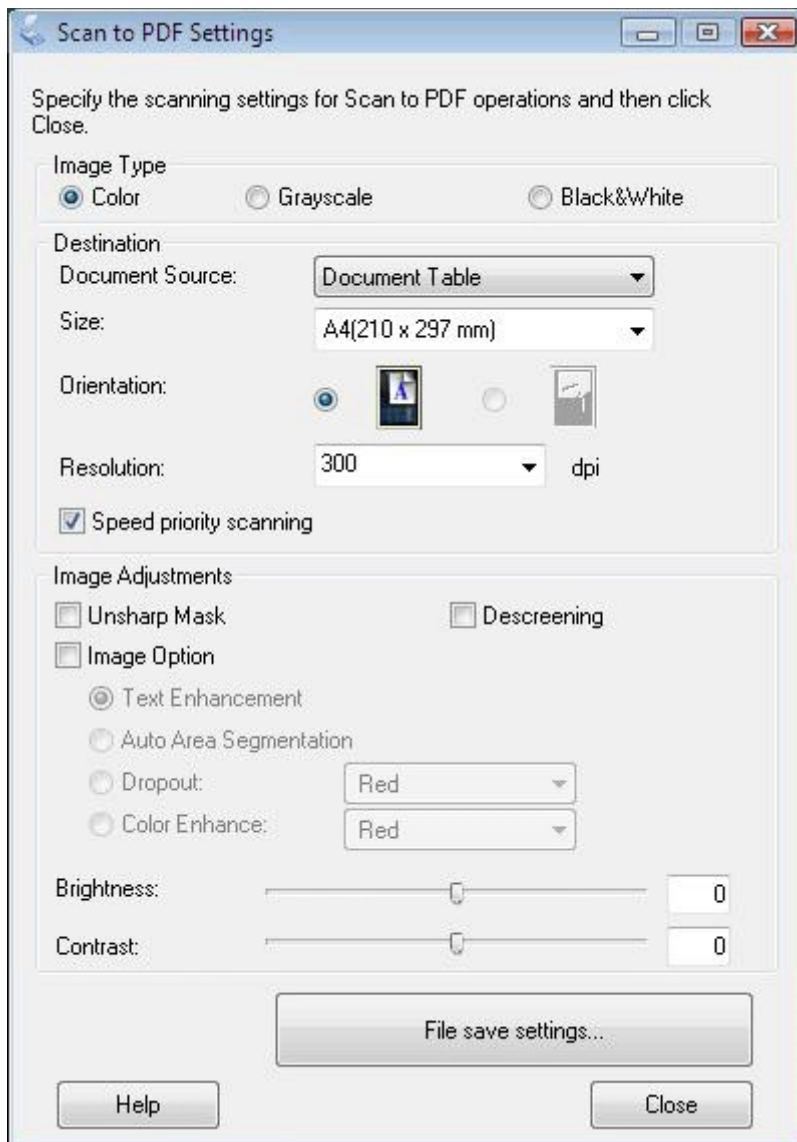 Scan to PDF Settings
Specify the scanning settings for Scan to PDF operations and then click
Close.
Image Type
Color Grayscale Black&White
Destination
Document Source: Document Table
Size: A4(210 x 297 mm)
Orientation: A
Resolution: 300 dpi
Speed priority scanning
Image Adjustments
Unsharp Mask Descreening
Image Option
Text Enhancement
Auto Area Segmentation
Dropout: Red
Color Enhance: Red
Brightness: 0
Contrast: 0
File save settings...
Help Close